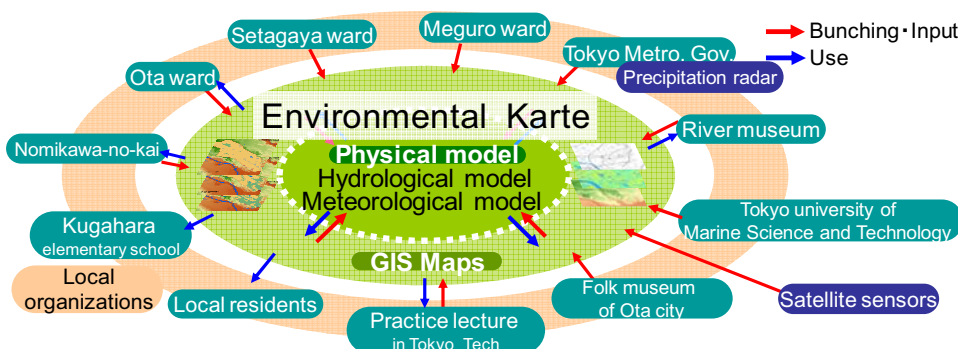 Meguro ward
Bunching・Input
Setagaya ward
Use
Tokyo Metro. Gov.
Precipitation radar
Ota ward
Environmental Karte
River museum
Nomikawa-no-kai
Physical model
Hydrological model
Meteorological model
Tokyo university of
Marine Science and Technology
Kugahara
elementary school
GIS Maps
Local
organizations
Local residents
Folk museum
of Ota city
Satellite sensors
Practice lecture
in Tokyo Tech